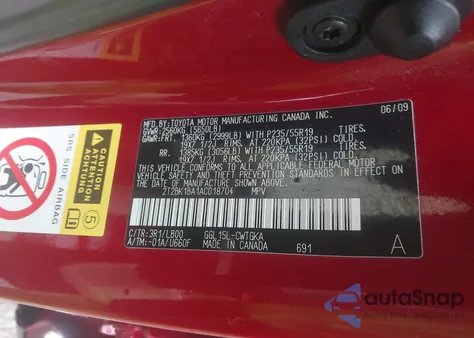 MFD. BY: TOYOTA MOTOR MANUFACTURING CANADA INC.
GVWR: 2560KG (5650LB) 06/09
GAWR: FRT. 1360KG (2999LB) WITH P235/55R19 TIRES,
19X7 1/2J RIMS, AT 220KPA (32PSI) COLD.
RR. 1385KG (3056LB) WITH P235/55R19 TIRES,
19X7 1/2J RIMS, AT 220KPA (32PSI) COLD.
THIS VEHICLE CONFORMS TO ALL APPLICABLE FEDERAL MOTOR
VEHICLE SAFETY AND THEFT PREVENTION STANDARDS IN
EFFECT ON THE DATE OF MANUFACTURE SHOWN ABOVE.
2T2BK1BA1AC018704 MPV
C/TR: 3R1/LB00 GGL15L-CWTGKA
A/TM: -01A/U660F MADE IN CANADA 691 A
SRS SIDE AIRBAG
CAUTION
ACHTUNG
ATTENTION
5
autoSnap